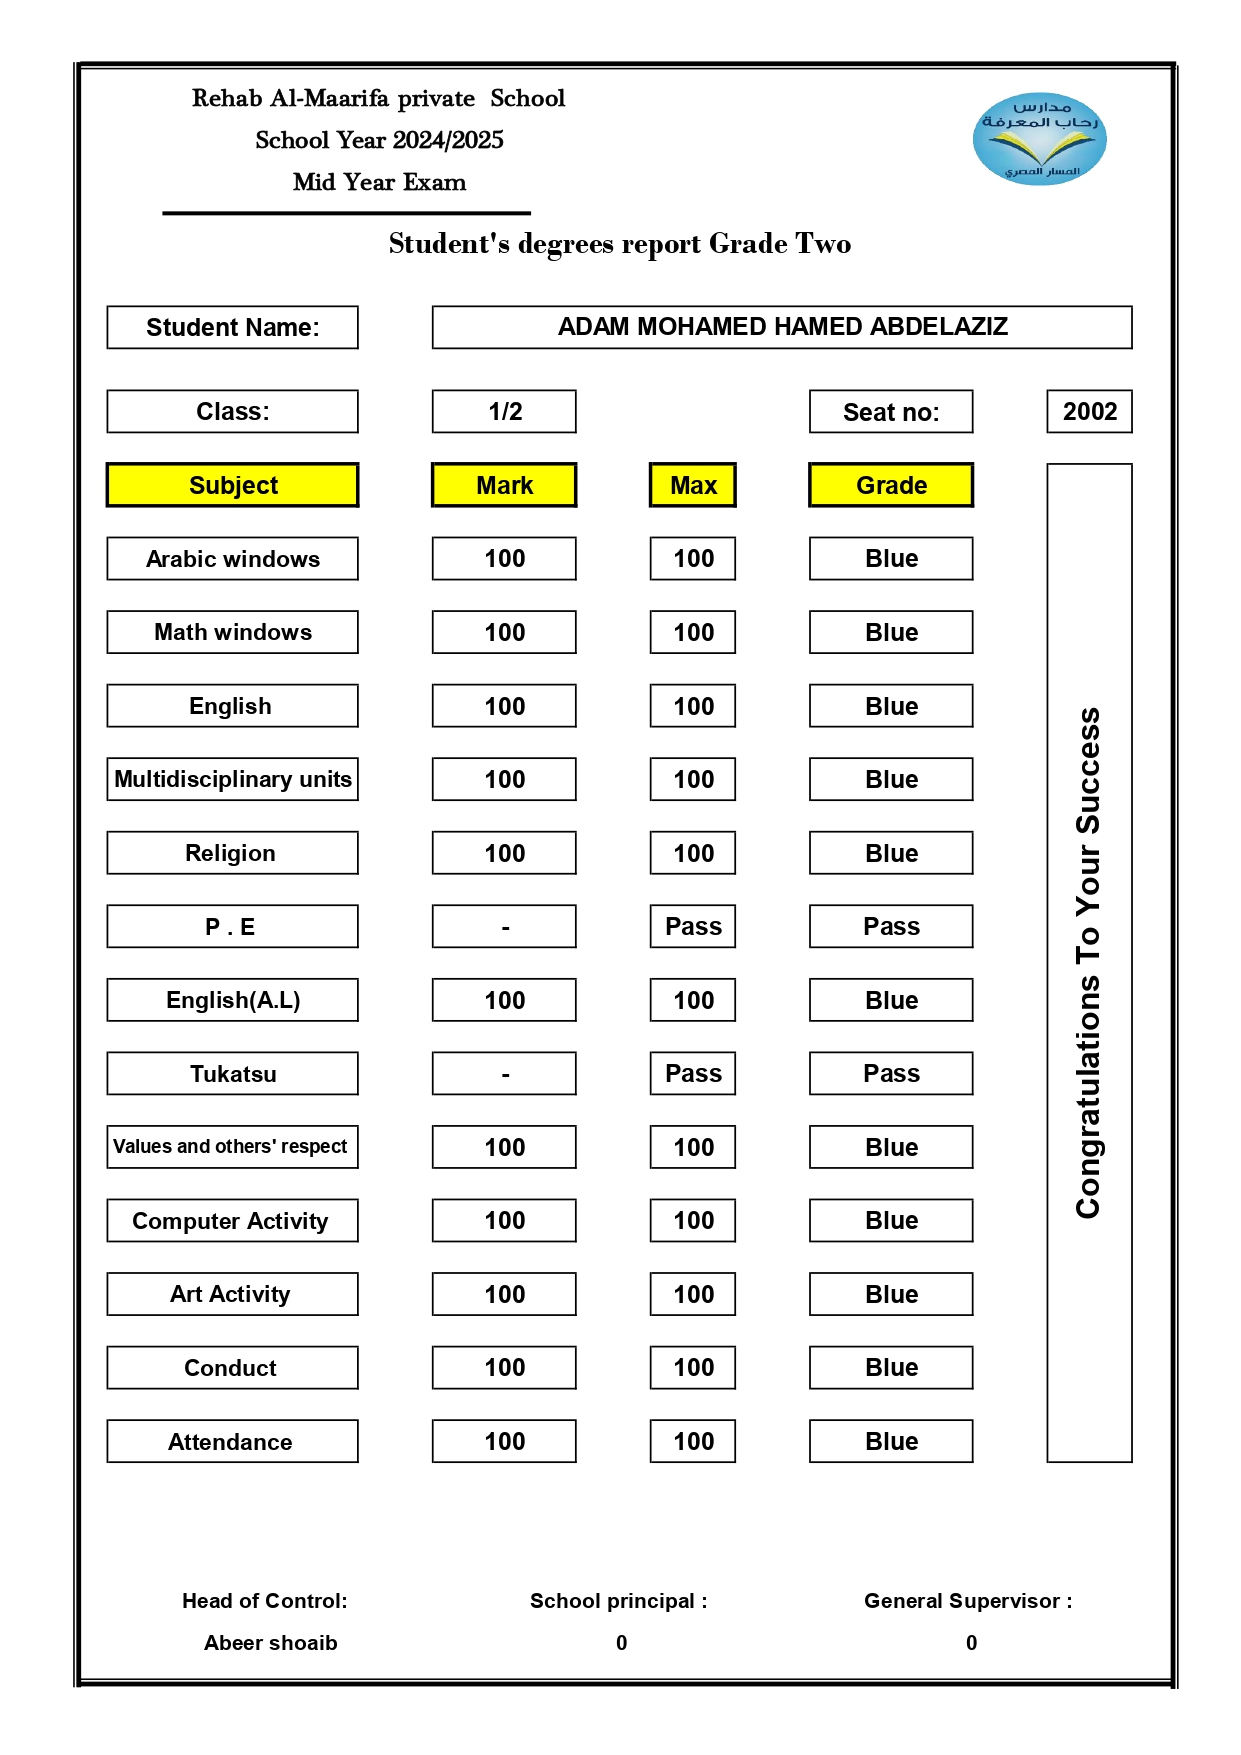 Rehab Al-Maarifa private School
School Year 2024/2025
Mid Year Exam
مدارس
رحاب المعرفة
المسار المصري
Student's degrees report Grade Two
Student Name: ADAM MOHAMED HAMED ABDELAZIZ
Class: 1/2 Seat no: 2002
Subject Mark Max Grade
Arabic windows 100 100 Blue
Math windows 100 100 Blue
English 100 100 Blue
Multidisciplinary units 100 100 Blue
Religion 100 100 Blue
P . E - Pass Pass
English(A.L) 100 100 Blue
Tukatsu - Pass Pass
Values and others' respect 100 100 Blue
Computer Activity 100 100 Blue
Art Activity 100 100 Blue
Conduct 100 100 Blue
Attendance 100 100 Blue
Congratulations To Your Success
Head of Control: School principal : General Supervisor :
Abeer shoaib 0 0